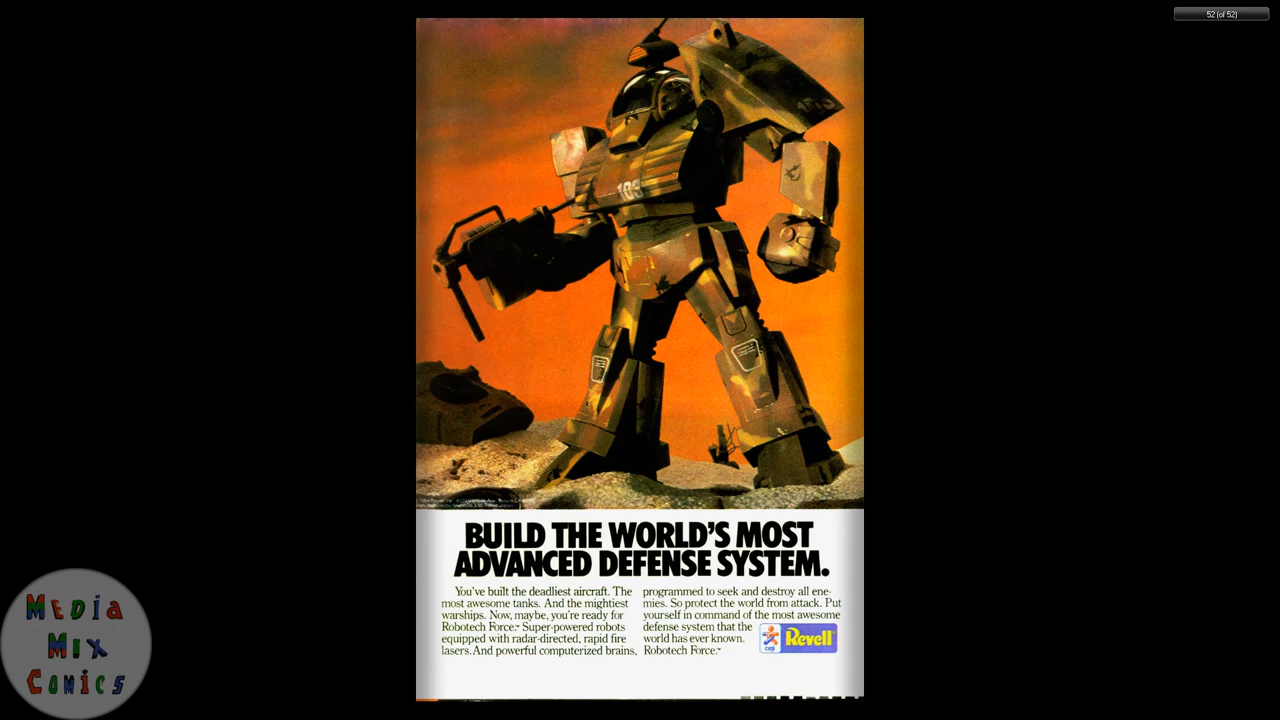 52 (of 52)
109
BUILD THE WORLD'S MOST
ADVANCED DEFENSE SYSTEM.
You've built the deadliest aircraft. The
most awesome tanks. And the mightiest
warships. Now, maybe, you're ready for
Robotech Force.™ Super-powered robots
equipped with radar-directed, rapid fire
lasers. And powerful computerized brains,
programmed to seek and destroy all ene-
mies. So protect the world from attack. Put
yourself in command of the most awesome
defense system that the
world has ever known.
Robotech Force.™
Revell
MEDiA
MiX
COMiCS